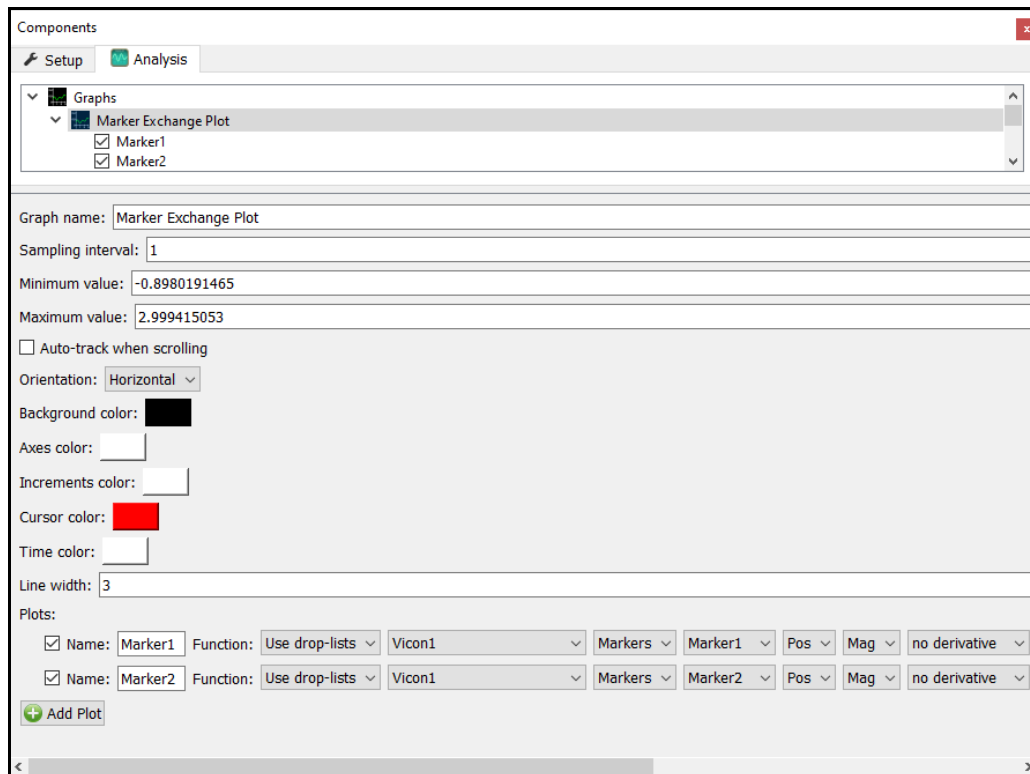 Components
x
Setup Analysis
Graphs
Marker Exchange Plot
Marker1
Marker2
Graph name: Marker Exchange Plot
Sampling interval: 1
Minimum value: -0.8980191465
Maximum value: 2.999415053
Auto-track when scrolling
Orientation: Horizontal
Background color:
Axes color:
Increments color:
Cursor color:
Time color:
Line width: 3
Plots:
Name: Marker1 Function: Use drop-lists Vicon1 Markers Marker1 Pos Mag no derivative
Name: Marker2 Function: Use drop-lists Vicon1 Markers Marker2 Pos Mag no derivative
Add Plot